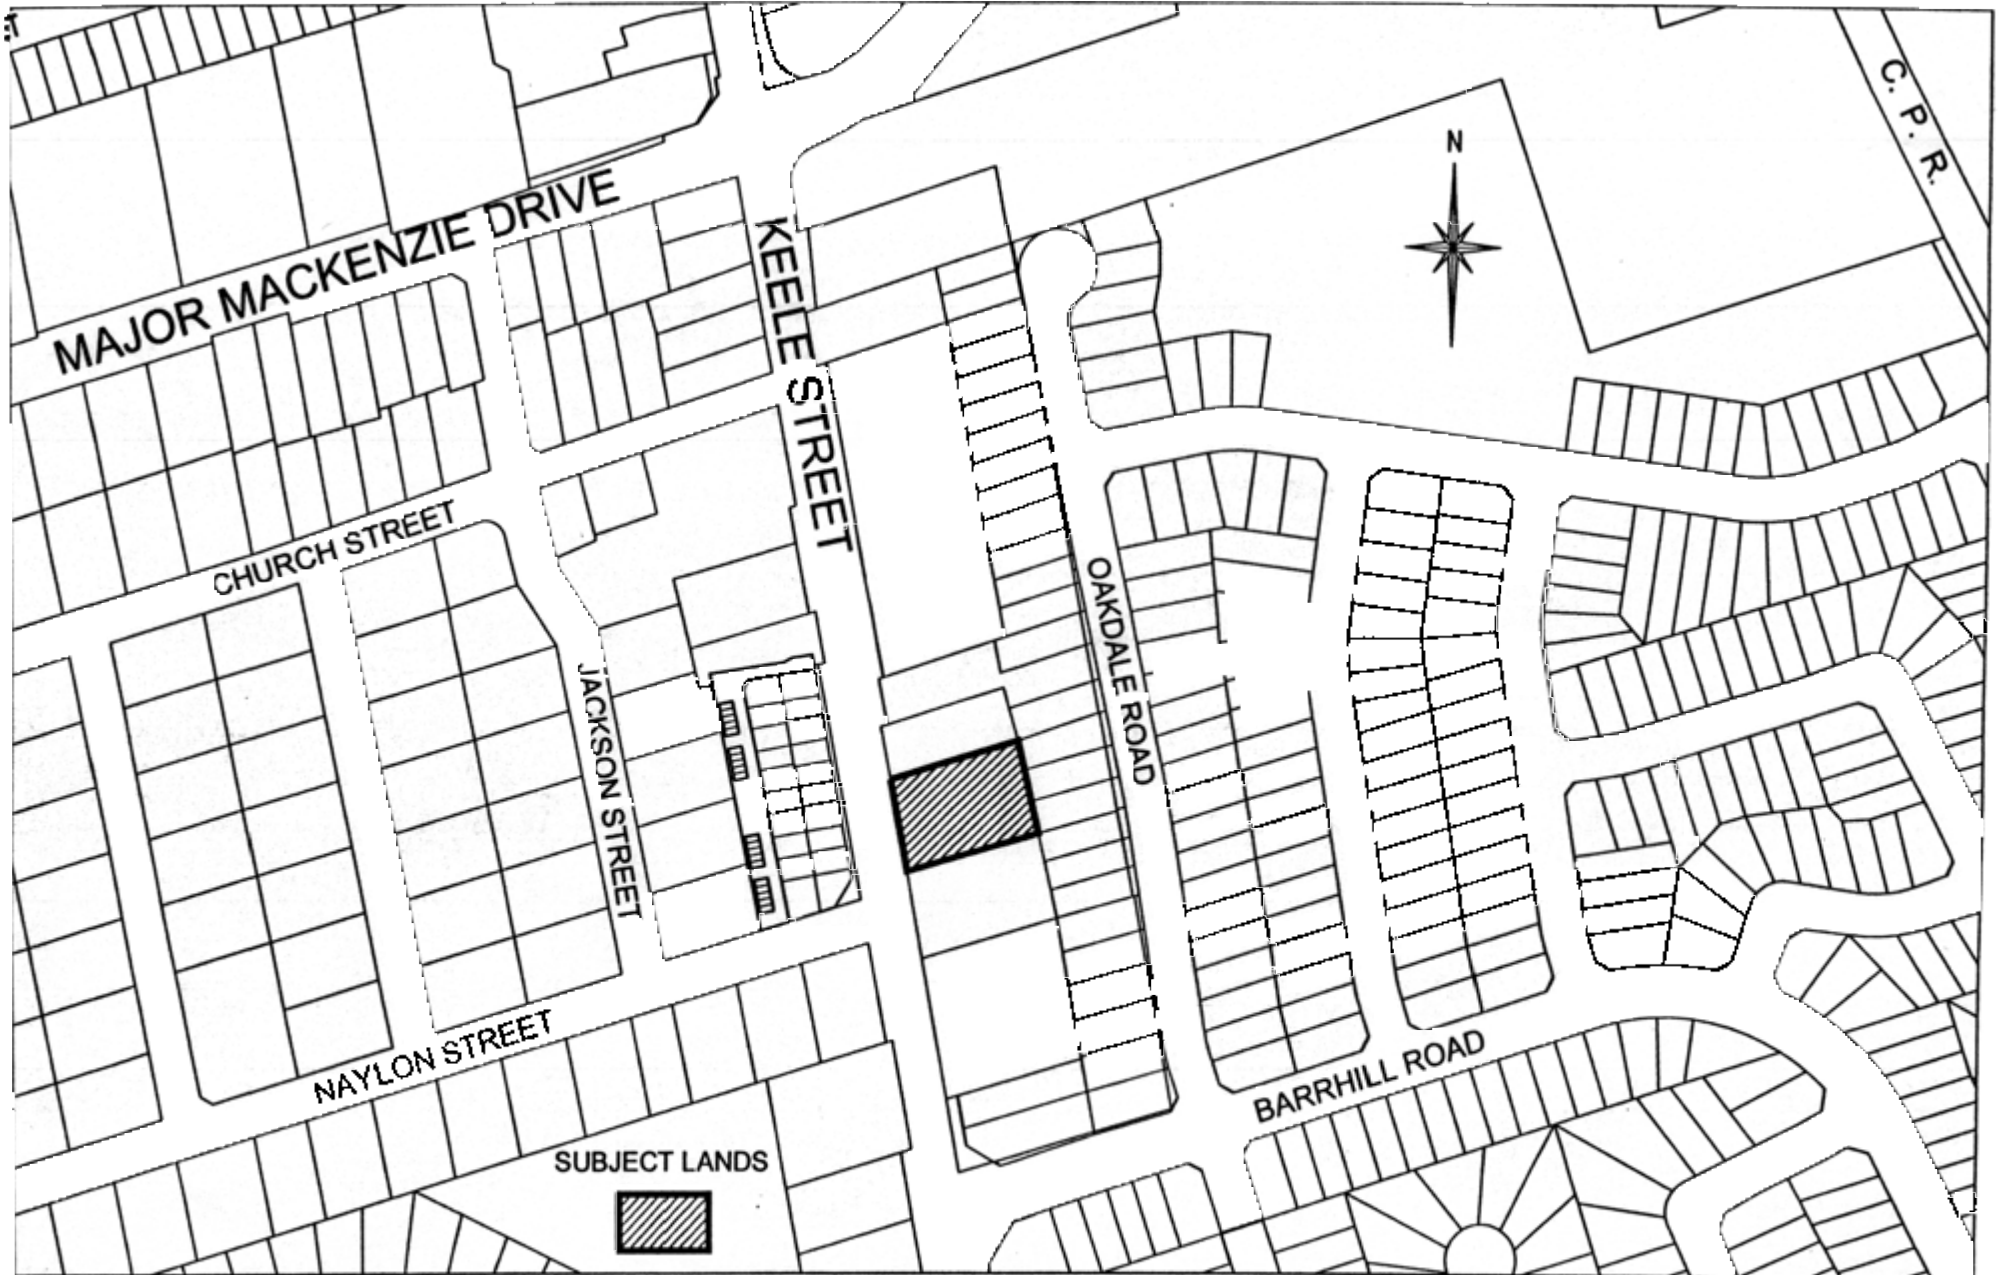 C. P. R.
N
MAJOR MACKENZIE DRIVE
KEELE STREET
CHURCH STREET
OAKDALE ROAD
JACKSON STREET
NAYLON STREET
BARRHILL ROAD
SUBJECT LANDS